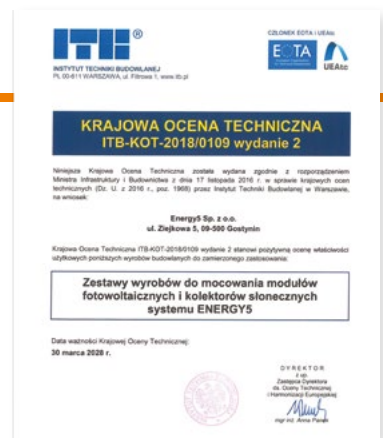 ITB®
CZŁONEK EOTA i UEAtc
EOTA
UEAtc
INSTYTUT TECHNIKI BUDOWLANEJ
PL 00-611 WARSZAWA, ul. Filtrowa 1, www.itb.pl
KRAJOWA OCENA TECHNICZNA
ITB-KOT-2018/0109 wydanie 2
Niniejsza Krajowa Ocena Techniczna została wydana zgodnie z rozporządzeniem
Ministra Infrastruktury i Budownictwa z dnia 17 listopada 2016 r. w sprawie krajowych ocen
technicznych (Dz. U. z 2016 r., poz. 1968) przez Instytut Techniki Budowlanej w Warszawie,
na wniosek:
Energy5 Sp. z o.o.
ul. Ziejkowa 5, 09-500 Gostynin
Krajowa Ocena Techniczna ITB-KOT-2018/0109 wydanie 2 stanowi pozytywną ocenę właściwości
użytkowych poniższych wyrobów budowlanych do zamierzonego zastosowania:
Zestawy wyrobów do mocowania modułów
fotowoltaicznych i kolektorów słonecznych
systemu ENERGY5
Data ważności Krajowej Oceny Technicznej:
30 marca 2028 r.
DYREKTOR
z up.
Zastępca Dyrektora
ds. Oceny Technicznej
i Harmonizacji Europejskiej
mgr inż. Anna Panek